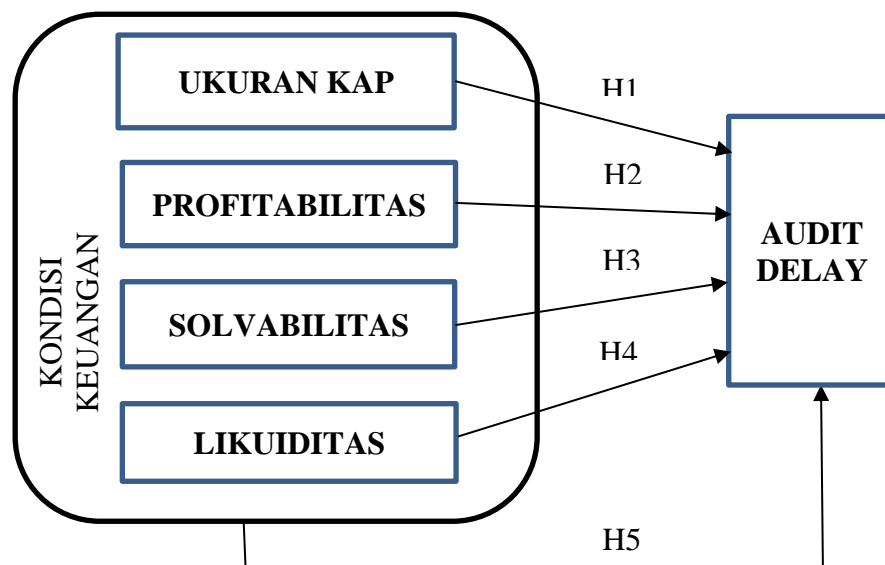 UKURAN KAP
H1
PROFITABILITAS
H2
KONDISI
KEUANGAN
AUDIT
DELAY
H3
SOLVABILITAS
H4
LIKUIDITAS
H5